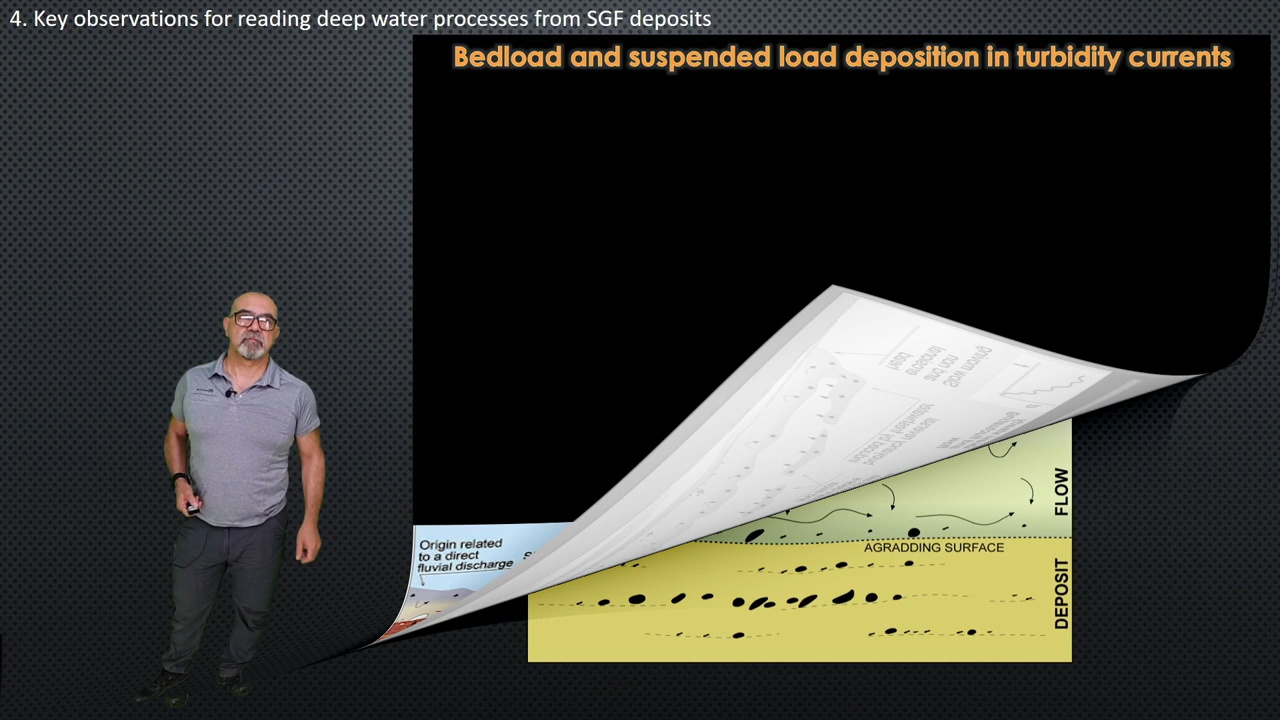 4. Key observations for reading deep water processes from SGF deposits
Bedload and suspended load deposition in turbidity currents
Origin related
to a direct
fluvial discharge
FLOW
AGRADDING SURFACE
DEPOSIT